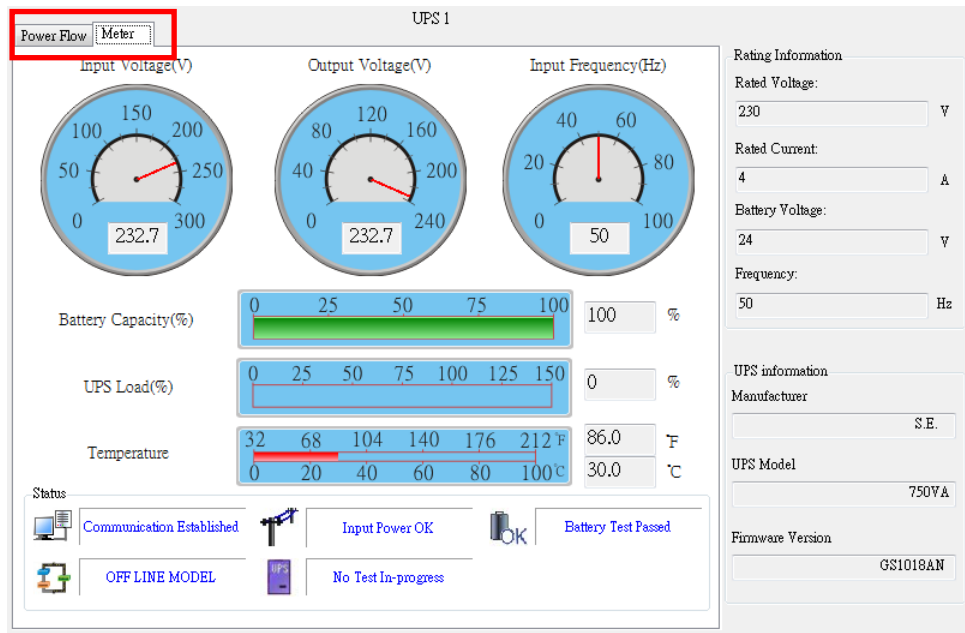 UPS 1
Power Flow Meter
Input Voltage(V) Output Voltage(V) Input Frequency(Hz)
0 50 100 150 200 250 300
232.7
0 40 80 120 160 200 240
232.7
0 20 40 60 80 100
50
Battery Capacity(%) 0 25 50 75 100 100 %
UPS Load(%) 0 25 50 75 100 125 150 0 %
Temperature
32 68 104 140 176 212 °F 86.0 °F
0 20 40 60 80 100 °C 30.0 °C
Status
Communication Established Input Power OK OK Battery Test Passed
OFF LINE MODEL UPS No Test In-progress
Rating Information
Rated Voltage:
230 V
Rated Current:
4 A
Battery Voltage:
24 V
Frequency:
50 Hz
UPS information
Manufacturer
S.E.
UPS Model
750VA
Firmware Version
GS1018AN